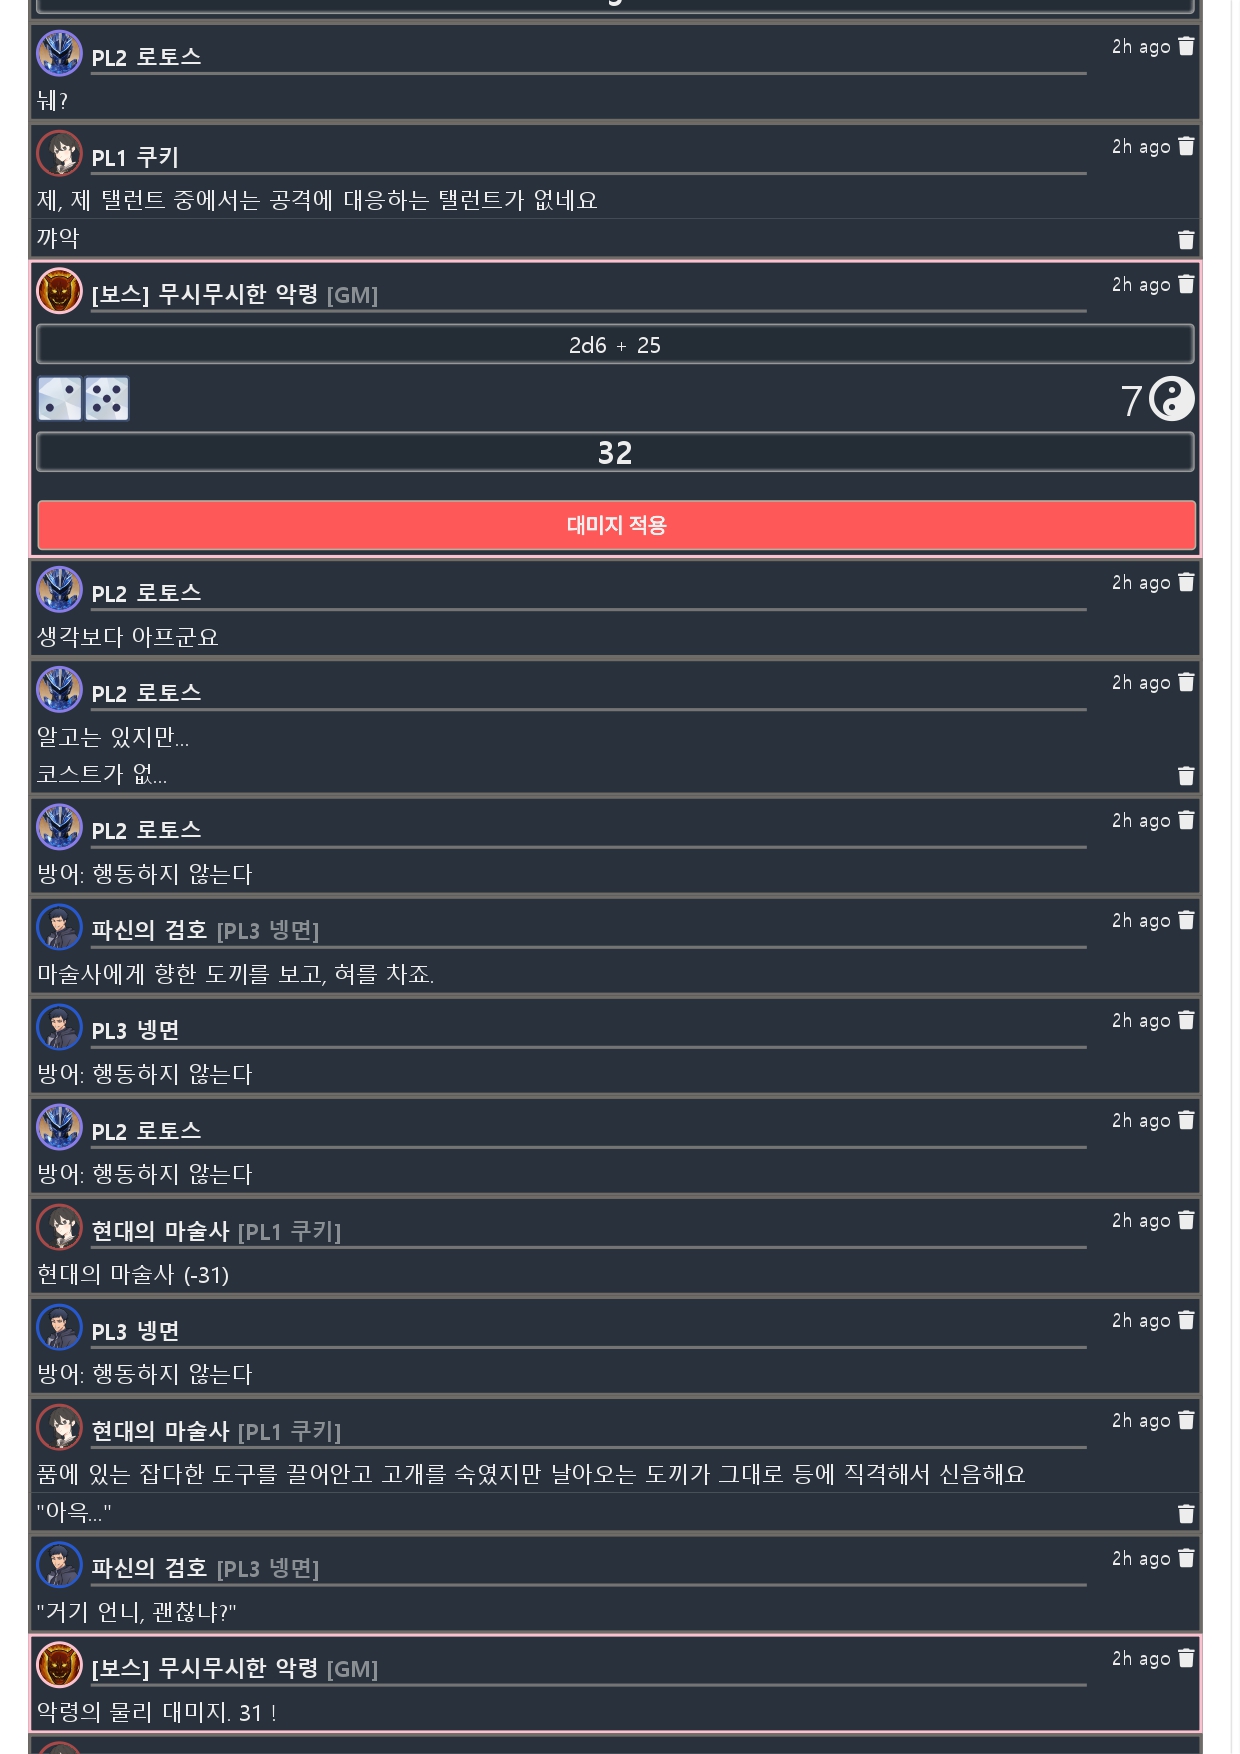 PL2 로토스
2h ago
눼?
PL1 쿠키
2h ago
제, 제 탤런트 중에서는 공격에 대응하는 탤런트가 없네요
꺄악
[보스] 무시무시한 악령 [GM]
2h ago
2d6 + 25
7
32
대미지 적용
PL2 로토스
2h ago
생각보다 아프군요
PL2 로토스
2h ago
알고는 있지만...
코스트가 없...
PL2 로토스
2h ago
방어: 행동하지 않는다
파신의 검호 [PL3 넹면]
2h ago
마술사에게 향한 도끼를 보고, 혀를 차죠.
PL3 넹면
2h ago
방어: 행동하지 않는다
PL2 로토스
2h ago
방어: 행동하지 않는다
현대의 마술사 [PL1 쿠키]
2h ago
현대의 마술사 (-31)
PL3 넹면
2h ago
방어: 행동하지 않는다
현대의 마술사 [PL1 쿠키]
2h ago
품에 있는 잡다한 도구를 끌어안고 고개를 숙였지만 날아오는 도끼가 그대로 등에 직격해서 신음해요
"아윽..."
파신의 검호 [PL3 넹면]
2h ago
"거기 언니, 괜찮냐?"
[보스] 무시무시한 악령 [GM]
2h ago
악령의 물리 대미지. 31 !